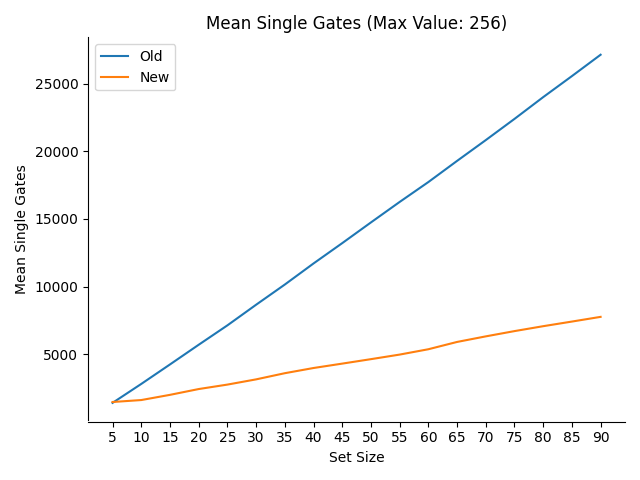 Mean Single Gates (Max Value: 256)
Old
New
25000
20000
15000
10000
5000
Mean Single Gates
5 10 15 20 25 30 35 40 45 50 55 60 65 70 75 80 85 90
Set Size